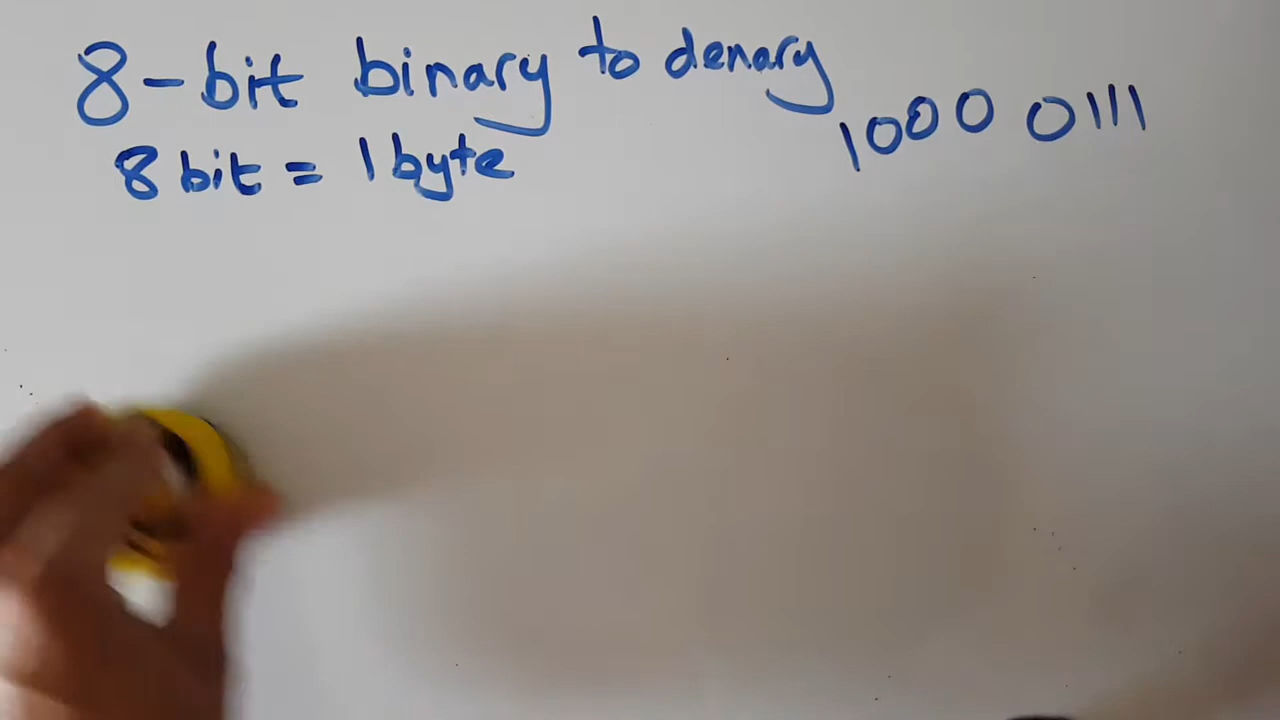 8-bit binary to denary
1000 0111
8 bit = 1 byte